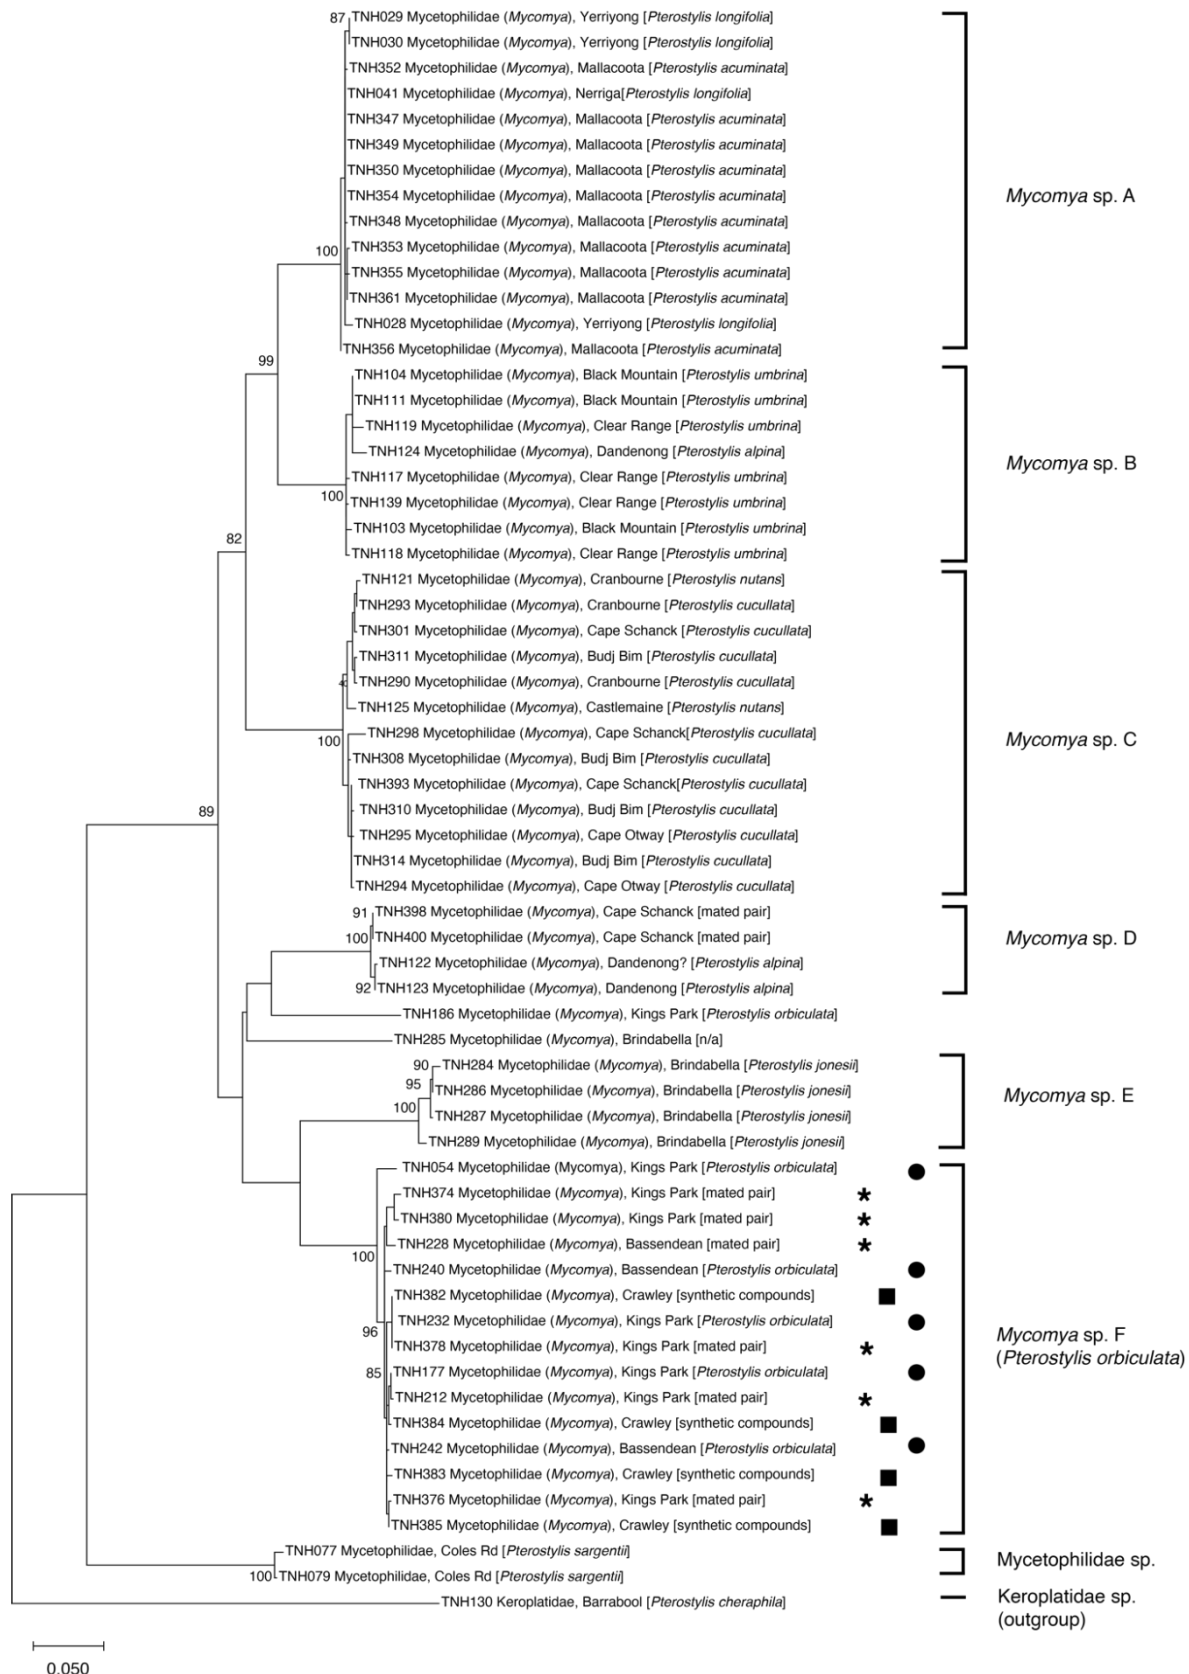 87 TNH029 Mycetophilidae (Mycomya), Yerriyong [Pterostylis longifolia]
TNH030 Mycetophilidae (Mycomya), Yerriyong [Pterostylis longifolia]
TNH352 Mycetophilidae (Mycomya), Mallacoota [Pterostylis acuminata]
TNH041 Mycetophilidae (Mycomya), Nerriga[Pterostylis longifolia]
TNH347 Mycetophilidae (Mycomya), Mallacoota [Pterostylis acuminata]
TNH349 Mycetophilidae (Mycomya), Mallacoota [Pterostylis acuminata]
TNH350 Mycetophilidae (Mycomya), Mallacoota [Pterostylis acuminata]
TNH354 Mycetophilidae (Mycomya), Mallacoota [Pterostylis acuminata]
Mycomya sp. A
TNH348 Mycetophilidae (Mycomya), Mallacoota [Pterostylis acuminata]
TNH353 Mycetophilidae (Mycomya), Mallacoota [Pterostylis acuminata]
100
TNH355 Mycetophilidae (Mycomya), Mallacoota [Pterostylis acuminata]
TNH361 Mycetophilidae (Mycomya), Mallacoota [Pterostylis acuminata]
TNH028 Mycetophilidae (Mycomya), Yerriyong [Pterostylis longifolia]
TNH356 Mycetophilidae (Mycomya), Mallacoota [Pterostylis acuminata]
99
TNH104 Mycetophilidae (Mycomya), Black Mountain [Pterostylis umbrina]
TNH111 Mycetophilidae (Mycomya), Black Mountain [Pterostylis umbrina]
TNH119 Mycetophilidae (Mycomya), Clear Range [Pterostylis umbrina]
TNH124 Mycetophilidae (Mycomya), Dandenong [Pterostylis alpina]
Mycomya sp. B
TNH117 Mycetophilidae (Mycomya), Clear Range [Pterostylis umbrina]
100
TNH139 Mycetophilidae (Mycomya), Clear Range [Pterostylis umbrina]
TNH103 Mycetophilidae (Mycomya), Black Mountain [Pterostylis umbrina]
82
TNH118 Mycetophilidae (Mycomya), Clear Range [Pterostylis umbrina]
TNH121 Mycetophilidae (Mycomya), Cranbourne [Pterostylis nutans]
TNH293 Mycetophilidae (Mycomya), Cranbourne [Pterostylis cucullata]
TNH301 Mycetophilidae (Mycomya), Cape Schanck [Pterostylis cucullata]
TNH311 Mycetophilidae (Mycomya), Budj Bim [Pterostylis cucullata]
TNH290 Mycetophilidae (Mycomya), Cranbourne [Pterostylis cucullata]
TNH125 Mycetophilidae (Mycomya), Castlemaine [Pterostylis nutans]
TNH298 Mycetophilidae (Mycomya), Cape Schanck[Pterostylis cucullata]
100
Mycomya sp. C
TNH308 Mycetophilidae (Mycomya), Budj Bim [Pterostylis cucullata]
TNH393 Mycetophilidae (Mycomya), Cape Schanck[Pterostylis cucullata]
TNH310 Mycetophilidae (Mycomya), Budj Bim [Pterostylis cucullata]
89
TNH295 Mycetophilidae (Mycomya), Cape Otway [Pterostylis cucullata]
TNH314 Mycetophilidae (Mycomya), Budj Bim [Pterostylis cucullata]
TNH294 Mycetophilidae (Mycomya), Cape Otway [Pterostylis cucullata]
91 TNH398 Mycetophilidae (Mycomya), Cape Schanck [mated pair]
100 TNH400 Mycetophilidae (Mycomya), Cape Schanck [mated pair]
Mycomya sp. D
TNH122 Mycetophilidae (Mycomya), Dandenong? [Pterostylis alpina]
92 TNH123 Mycetophilidae (Mycomya), Dandenong [Pterostylis alpina]
TNH186 Mycetophilidae (Mycomya), Kings Park [Pterostylis orbiculata]
TNH285 Mycetophilidae (Mycomya), Brindabella [n/a]
90 TNH284 Mycetophilidae (Mycomya), Brindabella [Pterostylis jonesii]
95 TNH286 Mycetophilidae (Mycomya), Brindabella [Pterostylis jonesii]
Mycomya sp. E
100 TNH287 Mycetophilidae (Mycomya), Brindabella [Pterostylis jonesii]
TNH289 Mycetophilidae (Mycomya), Brindabella [Pterostylis jonesii]
TNH054 Mycetophilidae (Mycomya), Kings Park [Pterostylis orbiculata]
TNH374 Mycetophilidae (Mycomya), Kings Park [mated pair] *
TNH380 Mycetophilidae (Mycomya), Kings Park [mated pair] *
TNH228 Mycetophilidae (Mycomya), Bassendean [mated pair] *
100
TNH240 Mycetophilidae (Mycomya), Bassendean [Pterostylis orbiculata]
TNH382 Mycetophilidae (Mycomya), Crawley [synthetic compounds]
TNH232 Mycetophilidae (Mycomya), Kings Park [Pterostylis orbiculata]
96
Mycomya sp. F
(Pterostylis orbiculata)
TNH378 Mycetophilidae (Mycomya), Kings Park [mated pair] *
85 TNH177 Mycetophilidae (Mycomya), Kings Park [Pterostylis orbiculata]
TNH212 Mycetophilidae (Mycomya), Kings Park [mated pair] *
TNH384 Mycetophilidae (Mycomya), Crawley [synthetic compounds]
TNH242 Mycetophilidae (Mycomya), Bassendean [Pterostylis orbiculata]
TNH383 Mycetophilidae (Mycomya), Crawley [synthetic compounds]
TNH376 Mycetophilidae (Mycomya), Kings Park [mated pair] *
TNH385 Mycetophilidae (Mycomya), Crawley [synthetic compounds]
TNH077 Mycetophilidae, Coles Rd [Pterostylis sargentii]
Mycetophilidae sp.
100 TNH079 Mycetophilidae, Coles Rd [Pterostylis sargentii]
TNH130 Keroplatidae, Barrabool [Pterostylis cheraphila]
Keroplatidae sp.
(outgroup)
0.050